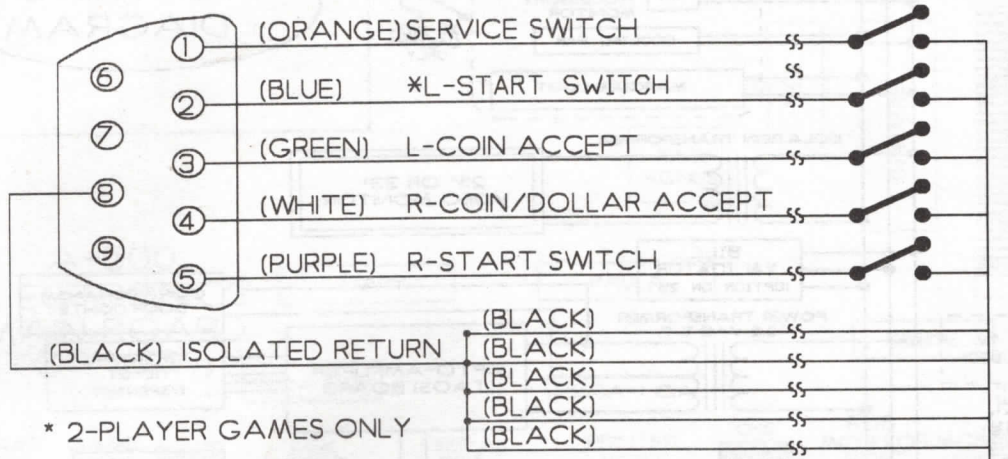 (1) (ORANGE) SERVICE SWITCH
(6)
(2) (BLUE) *L-START SWITCH
(7)
(3) (GREEN) L-COIN ACCEPT
(8)
(4) (WHITE) R-COIN/DOLLAR ACCEPT
(9)
(5) (PURPLE) R-START SWITCH
(BLACK)
(BLACK) ISOLATED RETURN (BLACK)
(BLACK)
(BLACK)
* 2-PLAYER GAMES ONLY (BLACK)